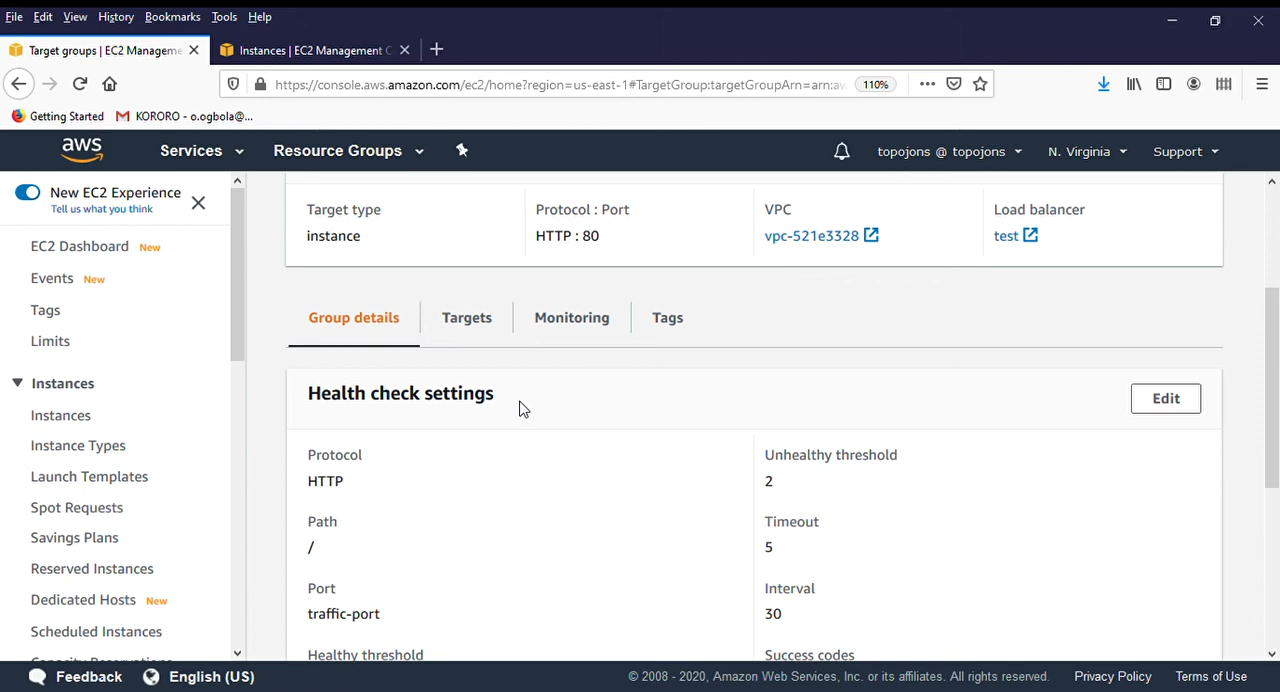 File Edit View History Bookmarks Tools Help
Target groups | EC2 Manageme
Instances | EC2 Management C
https://console.aws.amazon.com/ec2/home?region=us-east-1#TargetGroup:targetGroupArn=arn:aw
110%
Getting Started
KORORO - o.ogbola@...
aws
Services
Resource Groups
topojons @ topojons
N. Virginia
Support
New EC2 Experience
Tell us what you think
EC2 Dashboard New
Events New
Tags
Limits
Instances
Instances
Instance Types
Launch Templates
Spot Requests
Savings Plans
Reserved Instances
Dedicated Hosts New
Scheduled Instances
Target type
instance
Protocol : Port
HTTP : 80
VPC
vpc-521e3328
Load balancer
test
Group details
Targets
Monitoring
Tags
Health check settings
Edit
Protocol
HTTP
Path
/
Port
traffic-port
Healthy threshold
Unhealthy threshold
2
Timeout
5
Interval
30
Success codes
Feedback
English (US)
© 2008 - 2020, Amazon Web Services, Inc. or its affiliates. All rights reserved.
Privacy Policy
Terms of Use